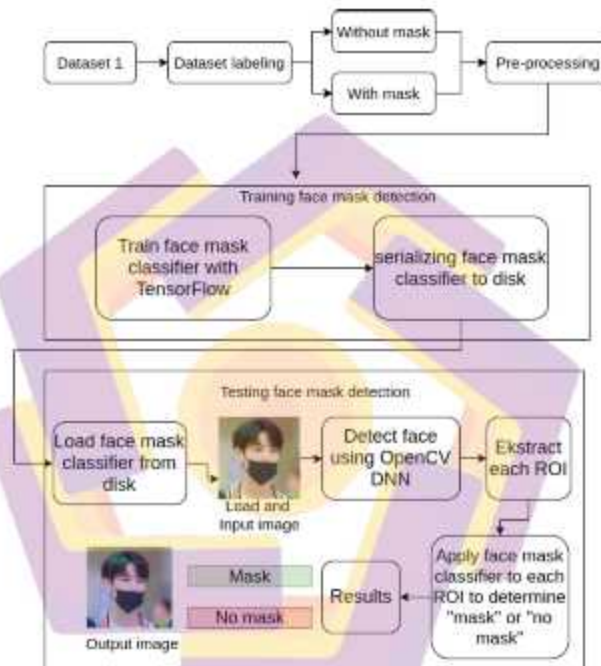 Without mask
Dataset 1
Dataset labeling
Pre-processing
With mask
Training face mask detection
Train face mask
classifier with
TensorFlow
serializing face mask
classifier to disk
Testing face mask detection
Load face mask
classifier from
disk
Load and
Input image
Detect face
using OpenCV
DNN
Ekstract
each ROI
Apply face mask
classifier to each
ROI to determine
"mask" or "no
mask"
Results
Mask
No mask
Output image